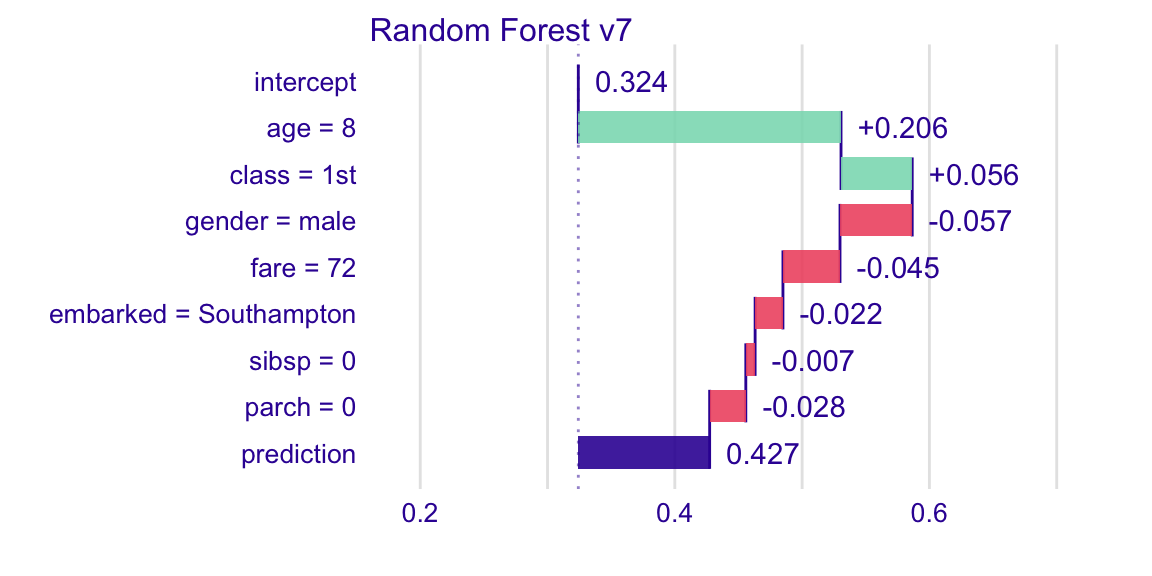 Random Forest v7
intercept 0.324
age = 8 +0.206
class = 1st +0.056
gender = male -0.057
fare = 72 -0.045
embarked = Southampton -0.022
sibsp = 0 -0.007
parch = 0 -0.028
prediction 0.427
0.2 0.4 0.6